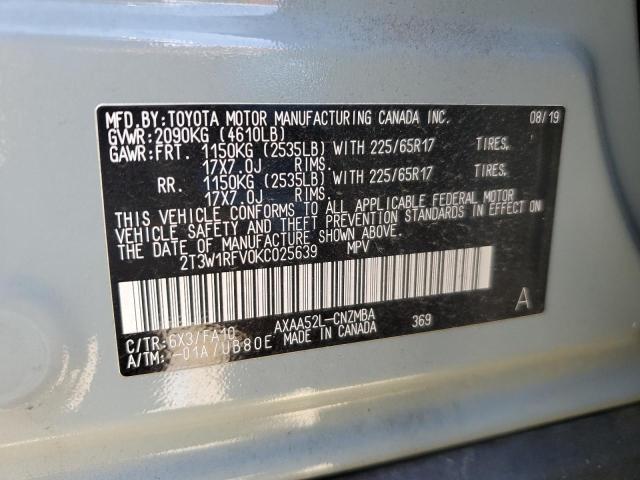 MFD.BY:TOYOTA MOTOR MANUFACTURING CANADA INC. 08/19
GVWR:2090KG (4610LB)
GAWR:FRT. 1150KG (2535LB) WITH 225/65R17 TIRES.
17X7.0J RIMS
RR. 1150KG (2535LB) WITH 225/65R17 TIRES.
17X7.0J RIMS
THIS VEHICLE CONFORMS TO ALL APPLICABLE FEDERAL MOTOR
VEHICLE SAFETY, BUMPER, AND THEFT PREVENTION STANDARDS IN EFFECT ON
THE DATE OF MANUFACTURE SHOWN ABOVE.
2T3W1RFV0KC025639 MPV
A
C/TR:6X3/FA10 AXAA52L-CNZMBA 369
A/TM:-01A/UB80E MADE IN CANADA